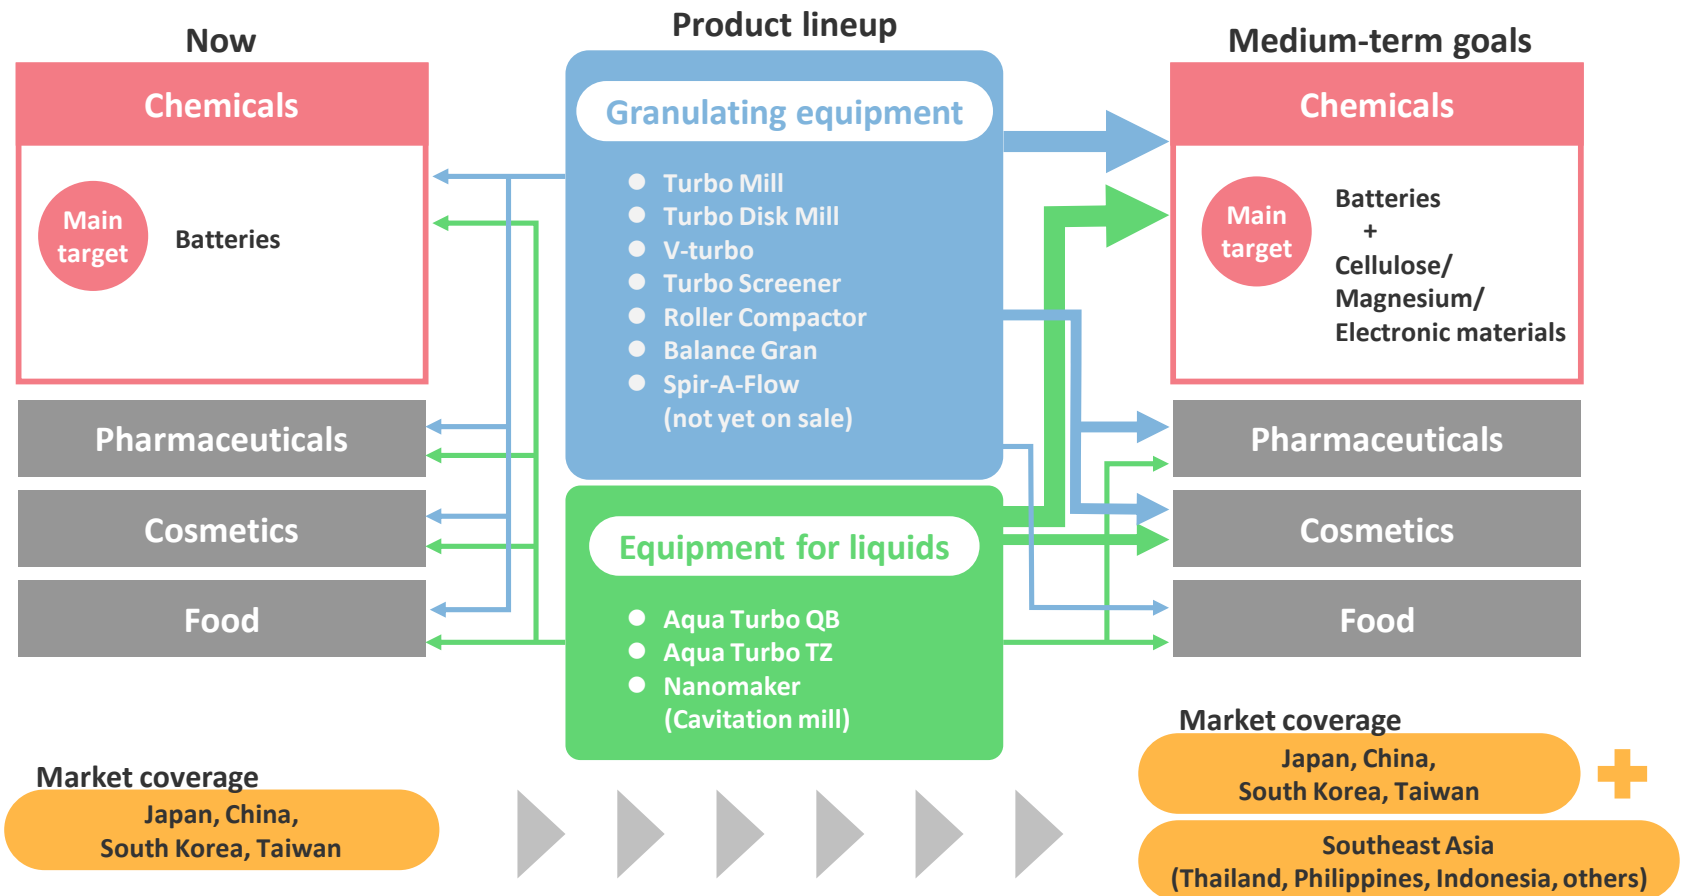 Now
Chemicals
Main
target
Batteries
Pharmaceuticals
Cosmetics
Food
Market coverage
Japan, China,
South Korea, Taiwan
Product lineup
Granulating equipment
Turbo Mill
Turbo Disk Mill
V-turbo
Turbo Screener
Roller Compactor
Balance Gran
Spir-A-Flow
(not yet on sale)
Equipment for liquids
Aqua Turbo QB
Aqua Turbo TZ
Nanomaker
(Cavitation mill)
Medium-term goals
Chemicals
Main
target
Batteries
+
Cellulose/
Magnesium/
Electronic materials
Pharmaceuticals
Cosmetics
Food
Market coverage
Japan, China,
South Korea, Taiwan
Southeast Asia
(Thailand, Philippines, Indonesia, others)